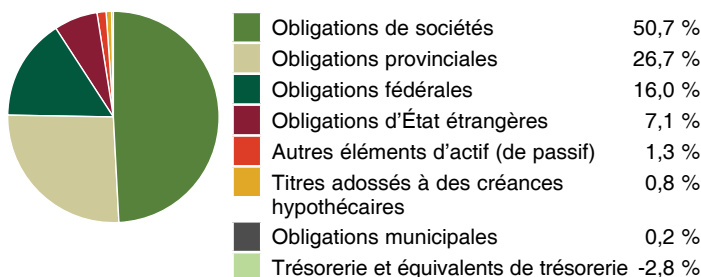 Obligations de sociétés 50,7 %
Obligations provinciales 26,7 %
Obligations fédérales 16,0 %
Obligations d'État étrangères 7,1 %
Autres éléments d'actif (de passif) 1,3 %
Titres adossés à des créances 0,8 %
hypothécaires
Obligations municipales 0,2 %
Trésorerie et équivalents de trésorerie -2,8 %